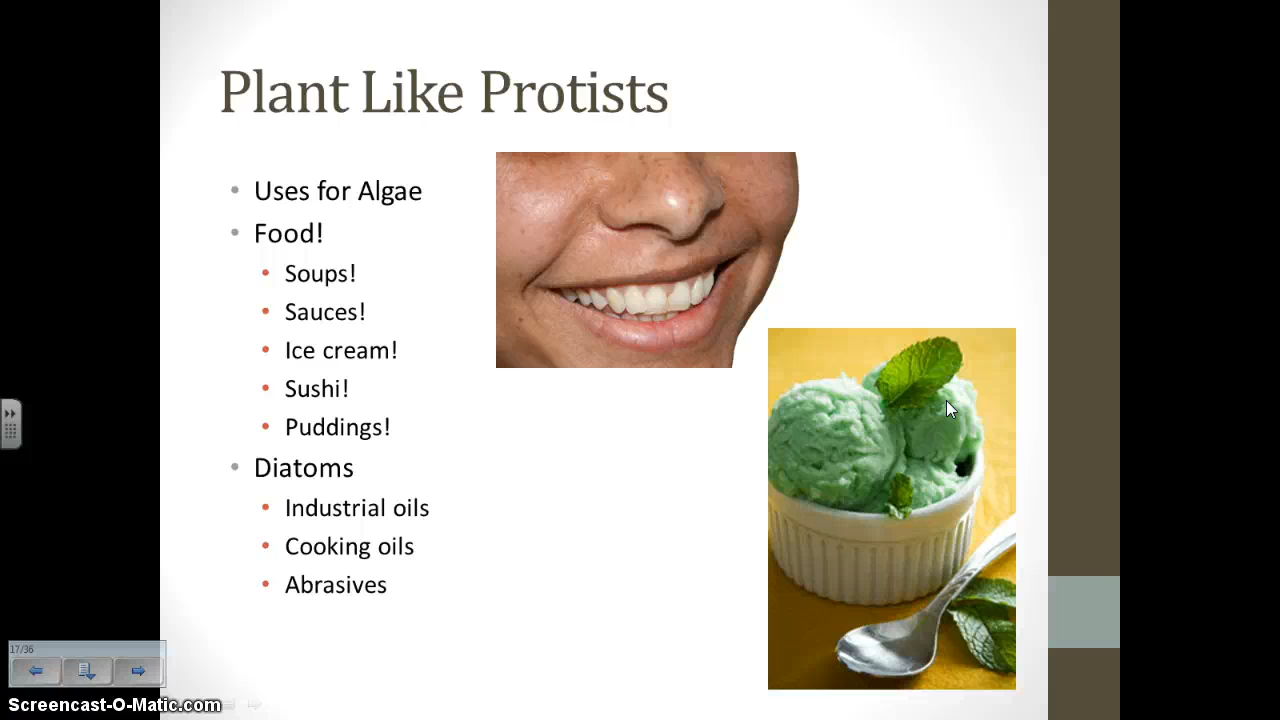 Plant Like Protists
Uses for Algae
Food!
Soups!
Sauces!
Ice cream!
Sushi!
Puddings!
Diatoms
Industrial oils
Cooking oils
Abrasives
17/36
Screencast-O-Matic.com